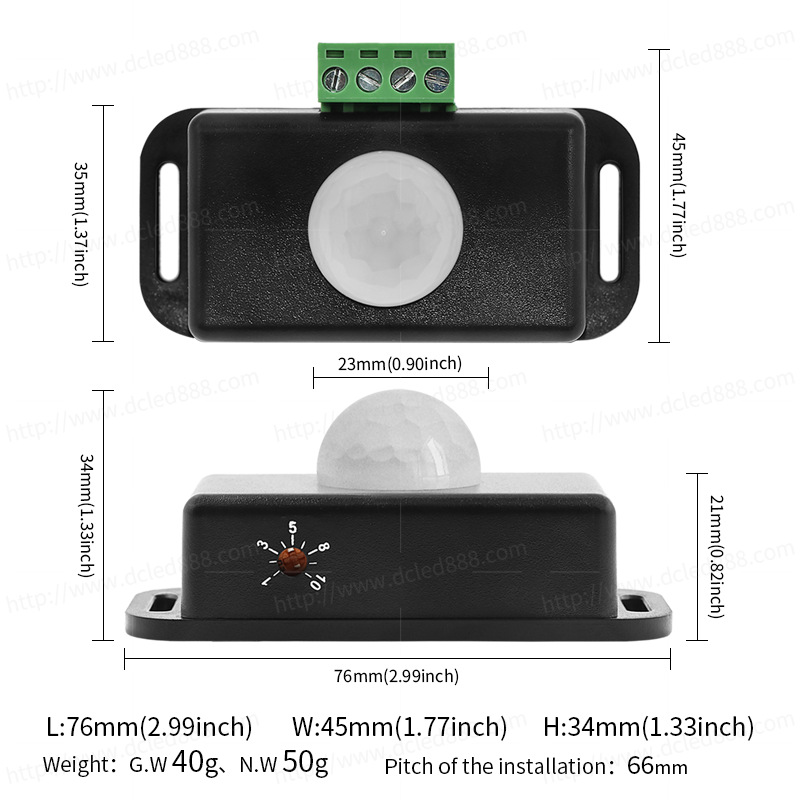 http://www.dcled888.com
35mm(1.37inch)
45mm(1.77inch)
23mm(0.90inch)
34mm(1.33inch)
1 3 5 8 10
21mm(0.82inch)
76mm(2.99inch)
L:76mm(2.99inch) W:45mm(1.77inch) H:34mm(1.33inch)
Weight：G.W 40g、N.W 50g Pitch of the installation：66mm